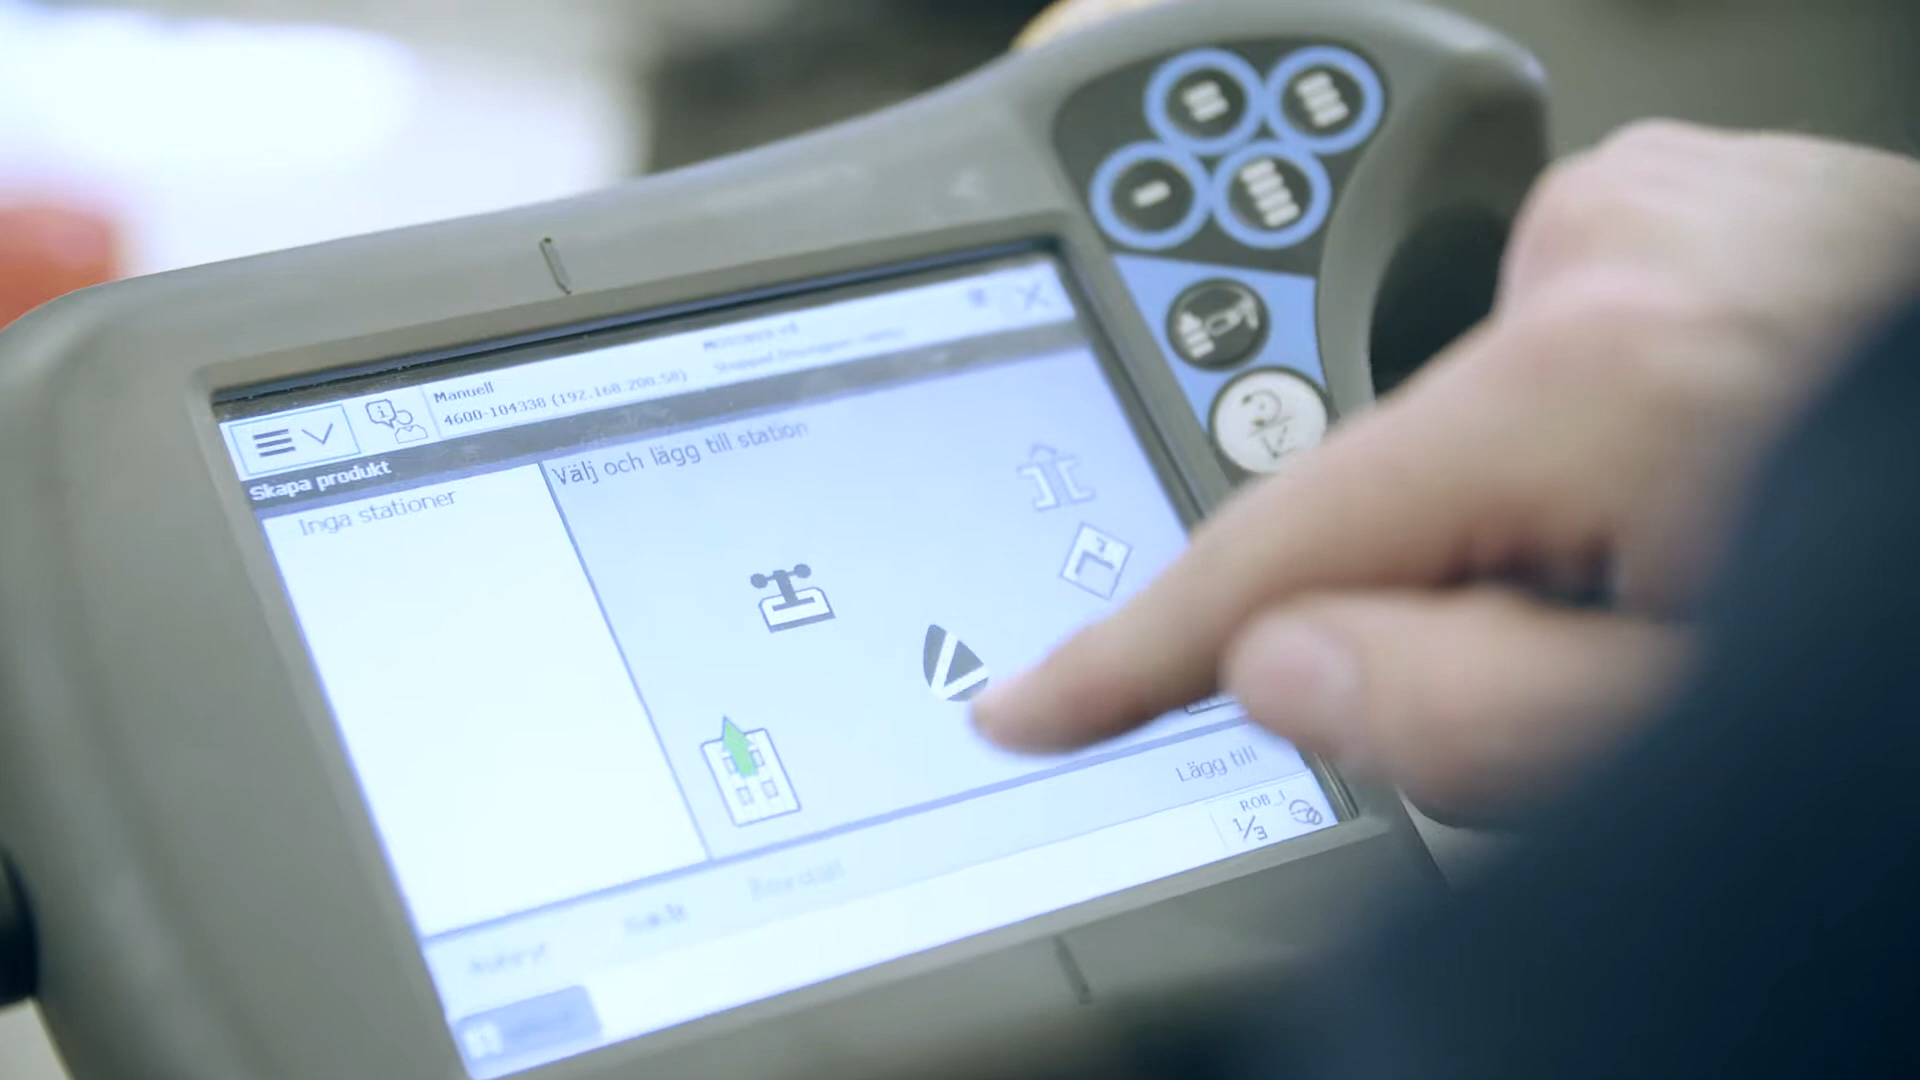 Manuell
4600-104338 (192.168.200.50)
Skapa produkt
Inga stationer
Välj och lägg till station
Lägg till
ROB_1
1/3
Avbryt